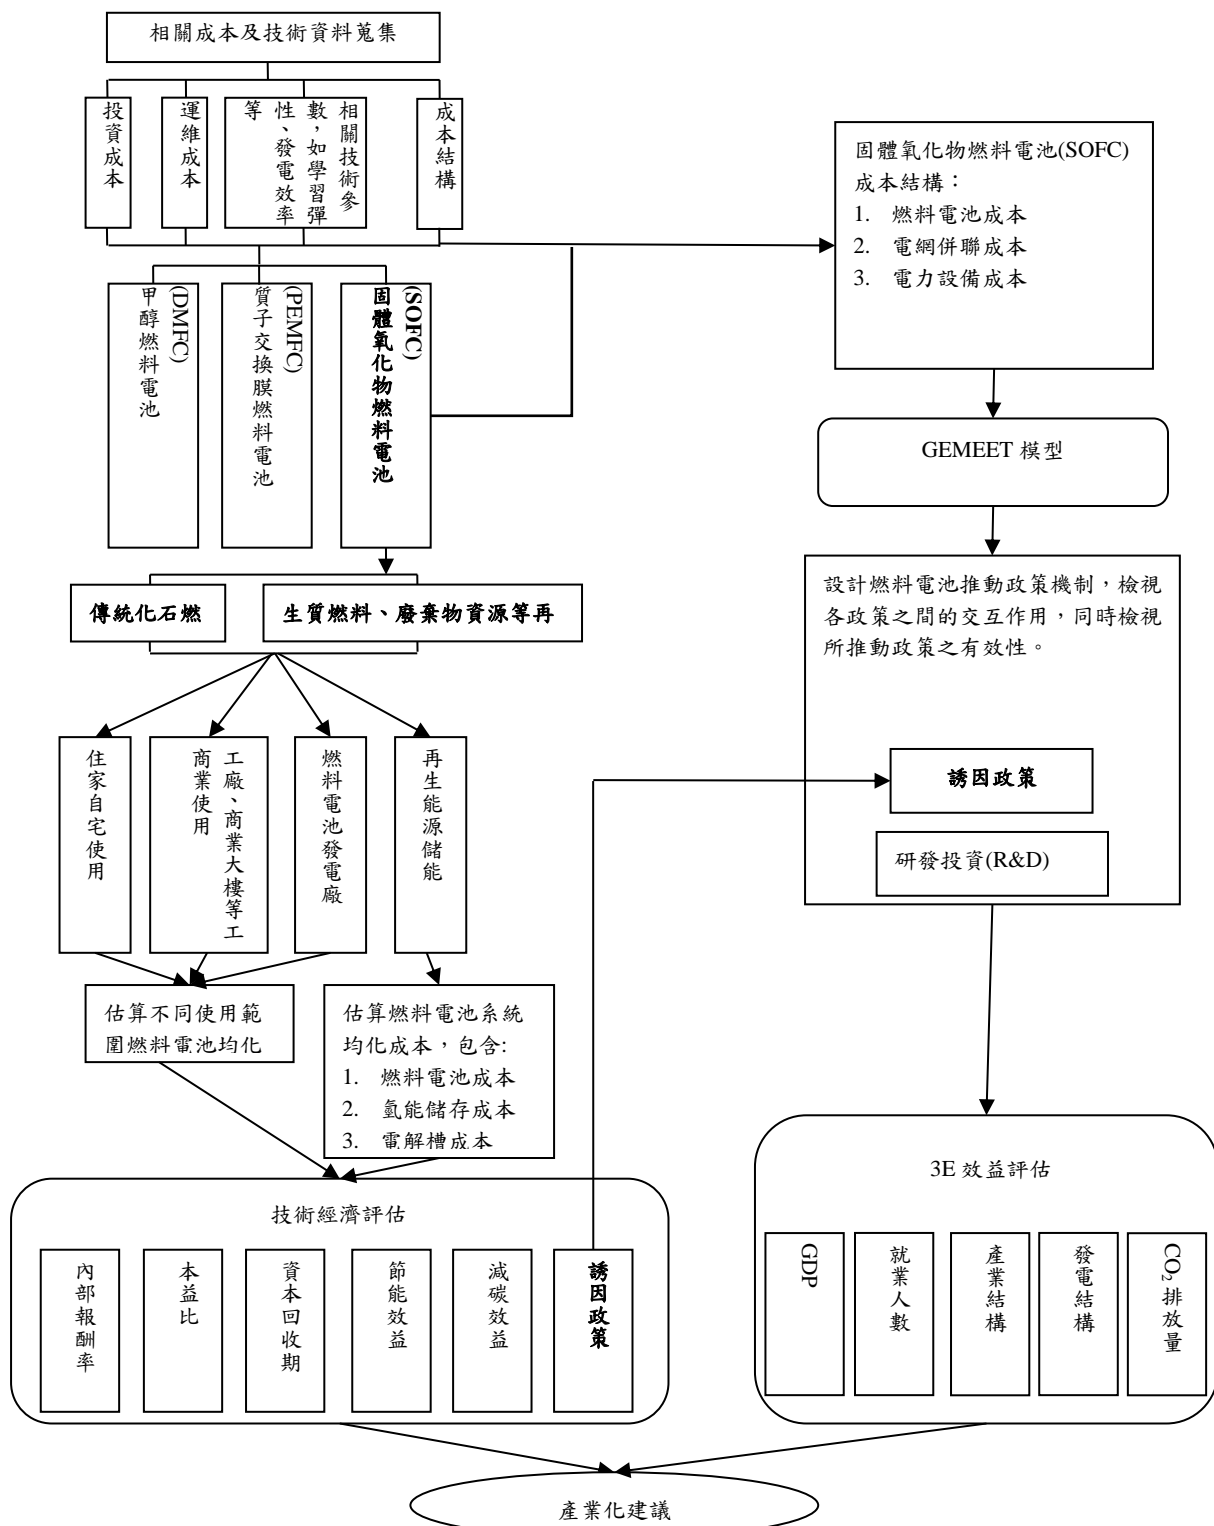 相關成本及技術資料蒐集
投資成本
運維成本
相關技術參
數，如學習彈
性、發電效率
等
成本結構
固體氧化物燃料電池(SOFC)
成本結構：
1. 燃料電池成本
2. 電網併聯成本
3. 電力設備成本
(DMFC)
甲醇燃料電池
(PEMFC)
質子交換膜燃料電池
(SOFC)
固體氧化物燃料電池
GEMEET 模型
傳統化石燃
生質燃料、廢棄物資源等再
設計燃料電池推動政策機制，檢視
各政策之間的交互作用，同時檢視
所推動政策之有效性。
誘因政策
研發投資(R&D)
住家自宅使用
工廠、商業大樓等工
商業使用
燃料電池發電廠
再生能源儲能
估算不同使用範
圍燃料電池均化
估算燃料電池系統
均化成本，包含:
1. 燃料電池成本
2. 氫能儲存成本
3. 電解槽成本
技術經濟評估
內部報酬率
本益比
資本回收期
節能效益
減碳效益
誘因政策
3E 效益評估
GDP
就業人數
產業結構
發電結構
CO₂排放量
產業化建議